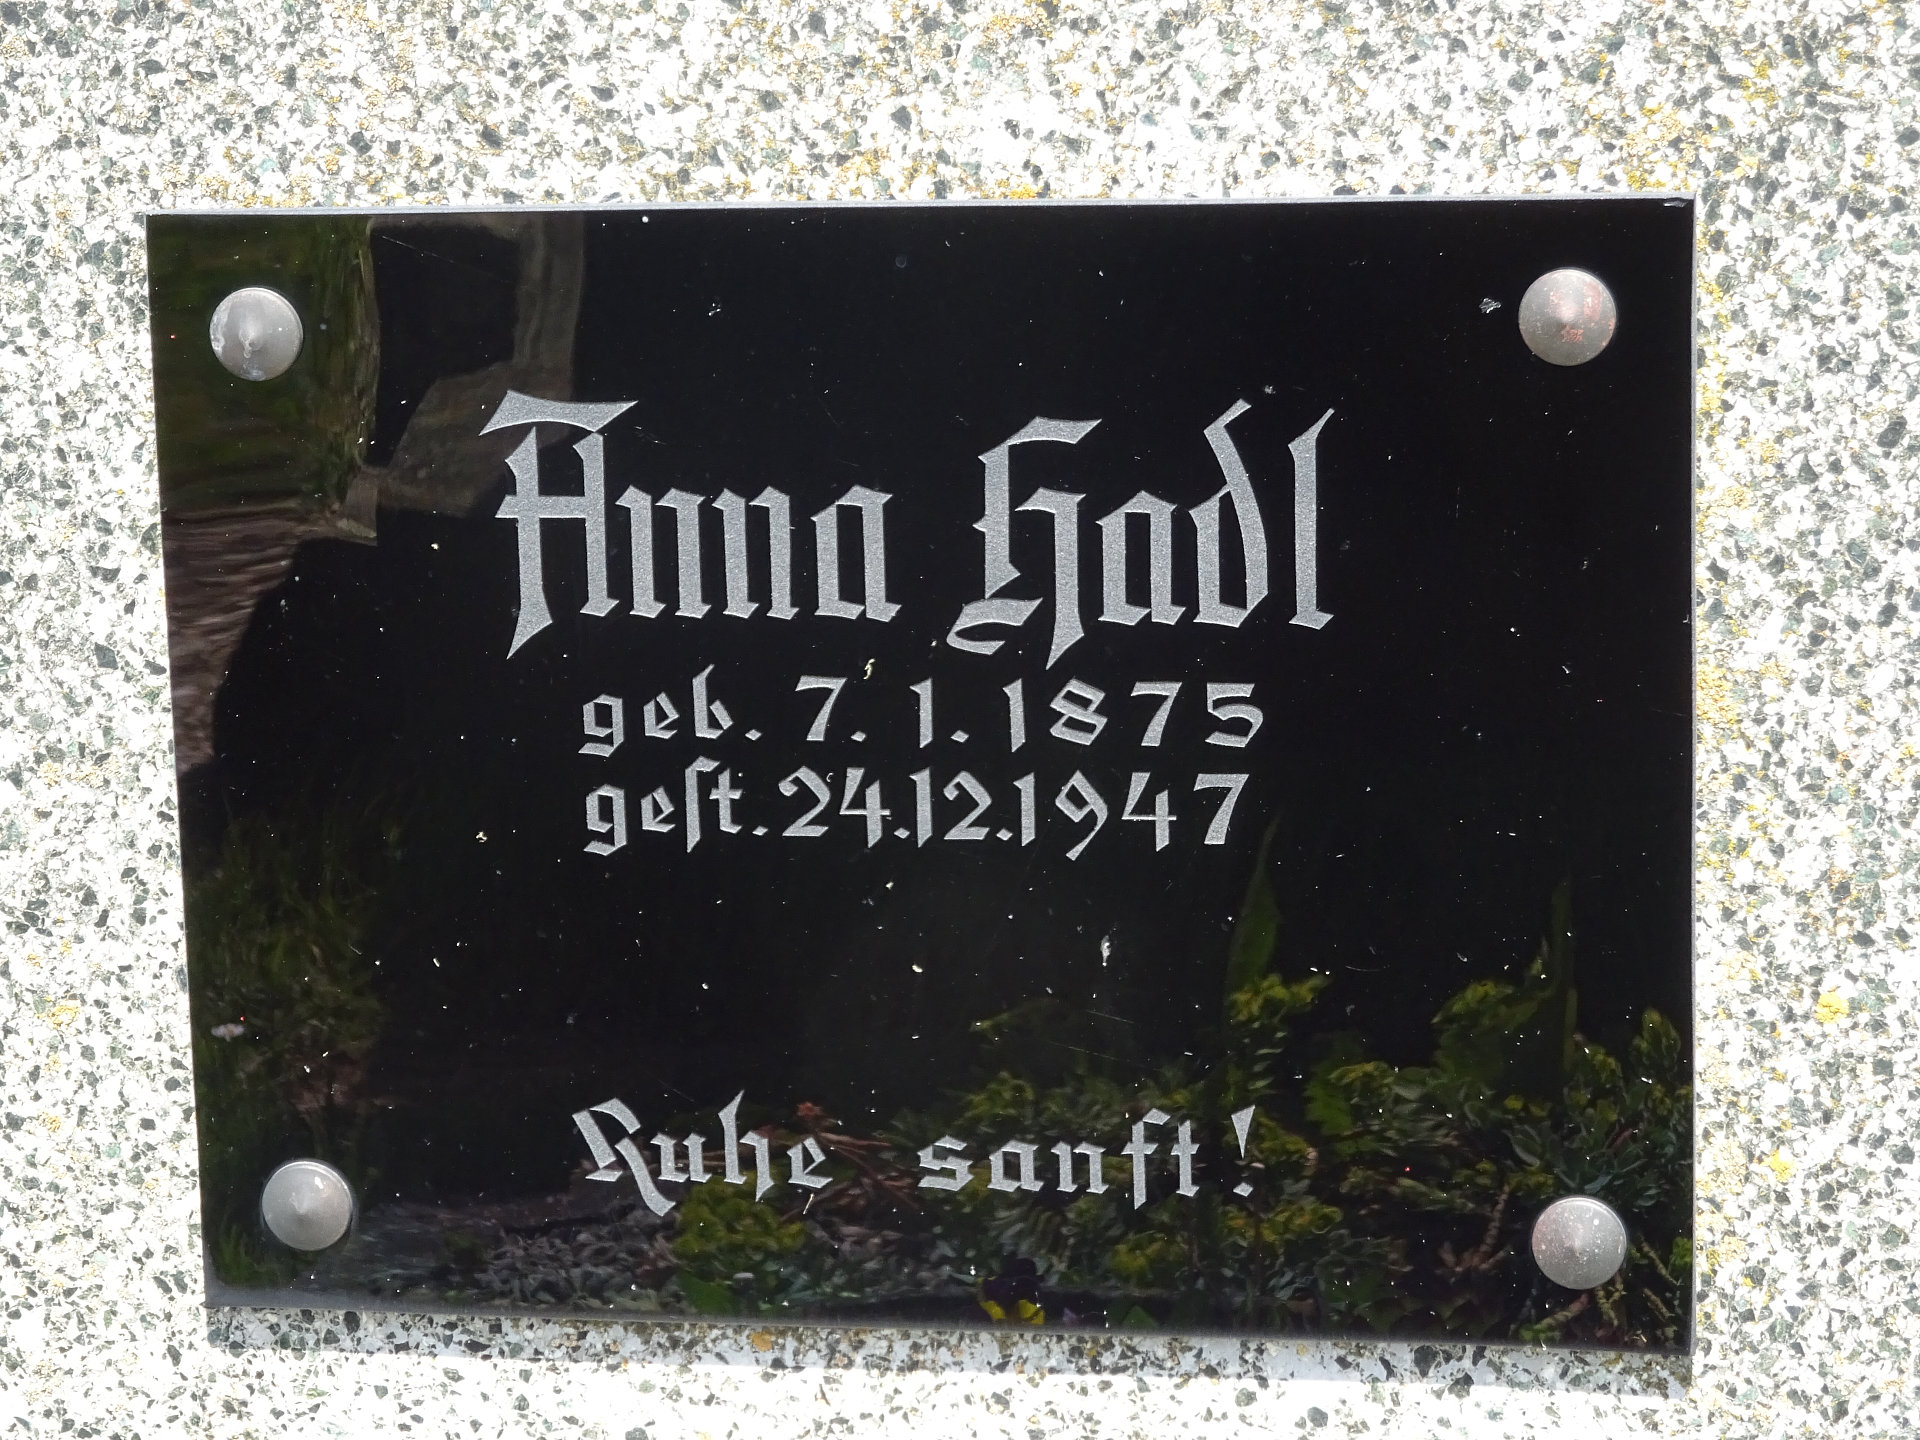 Anna Hadl
geb. 7. 1. 1875
geſt. 24.12.1947
Ruhe sanft!